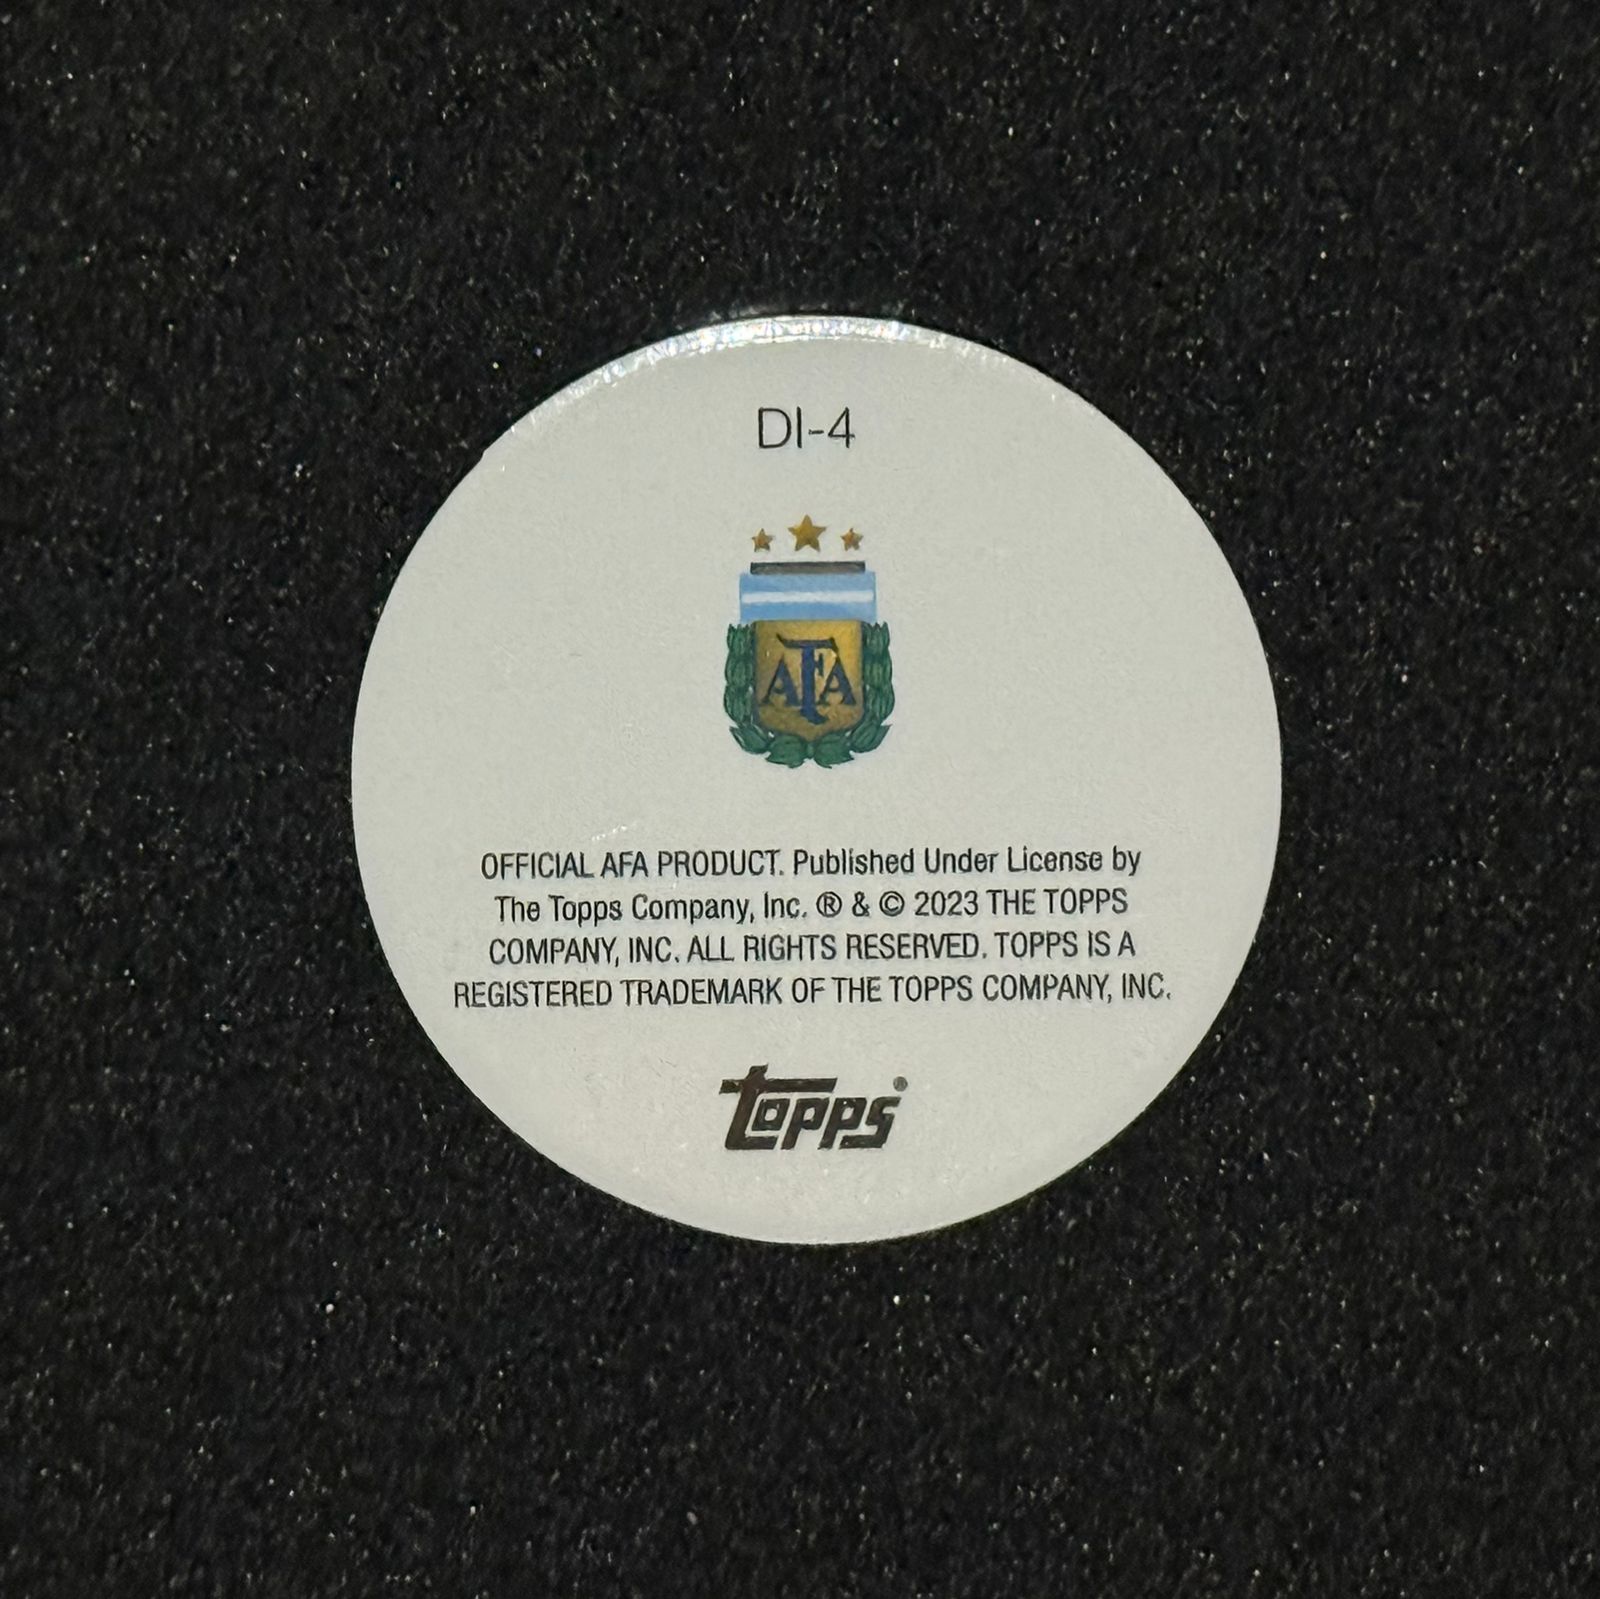 DI-4
AFA
OFFICIAL AFA PRODUCT. Published Under License by
The Topps Company, Inc. ® & © 2023 THE TOPPS
COMPANY, INC. ALL RIGHTS RESERVED. TOPPS IS A
REGISTERED TRADEMARK OF THE TOPPS COMPANY, INC.
topps®